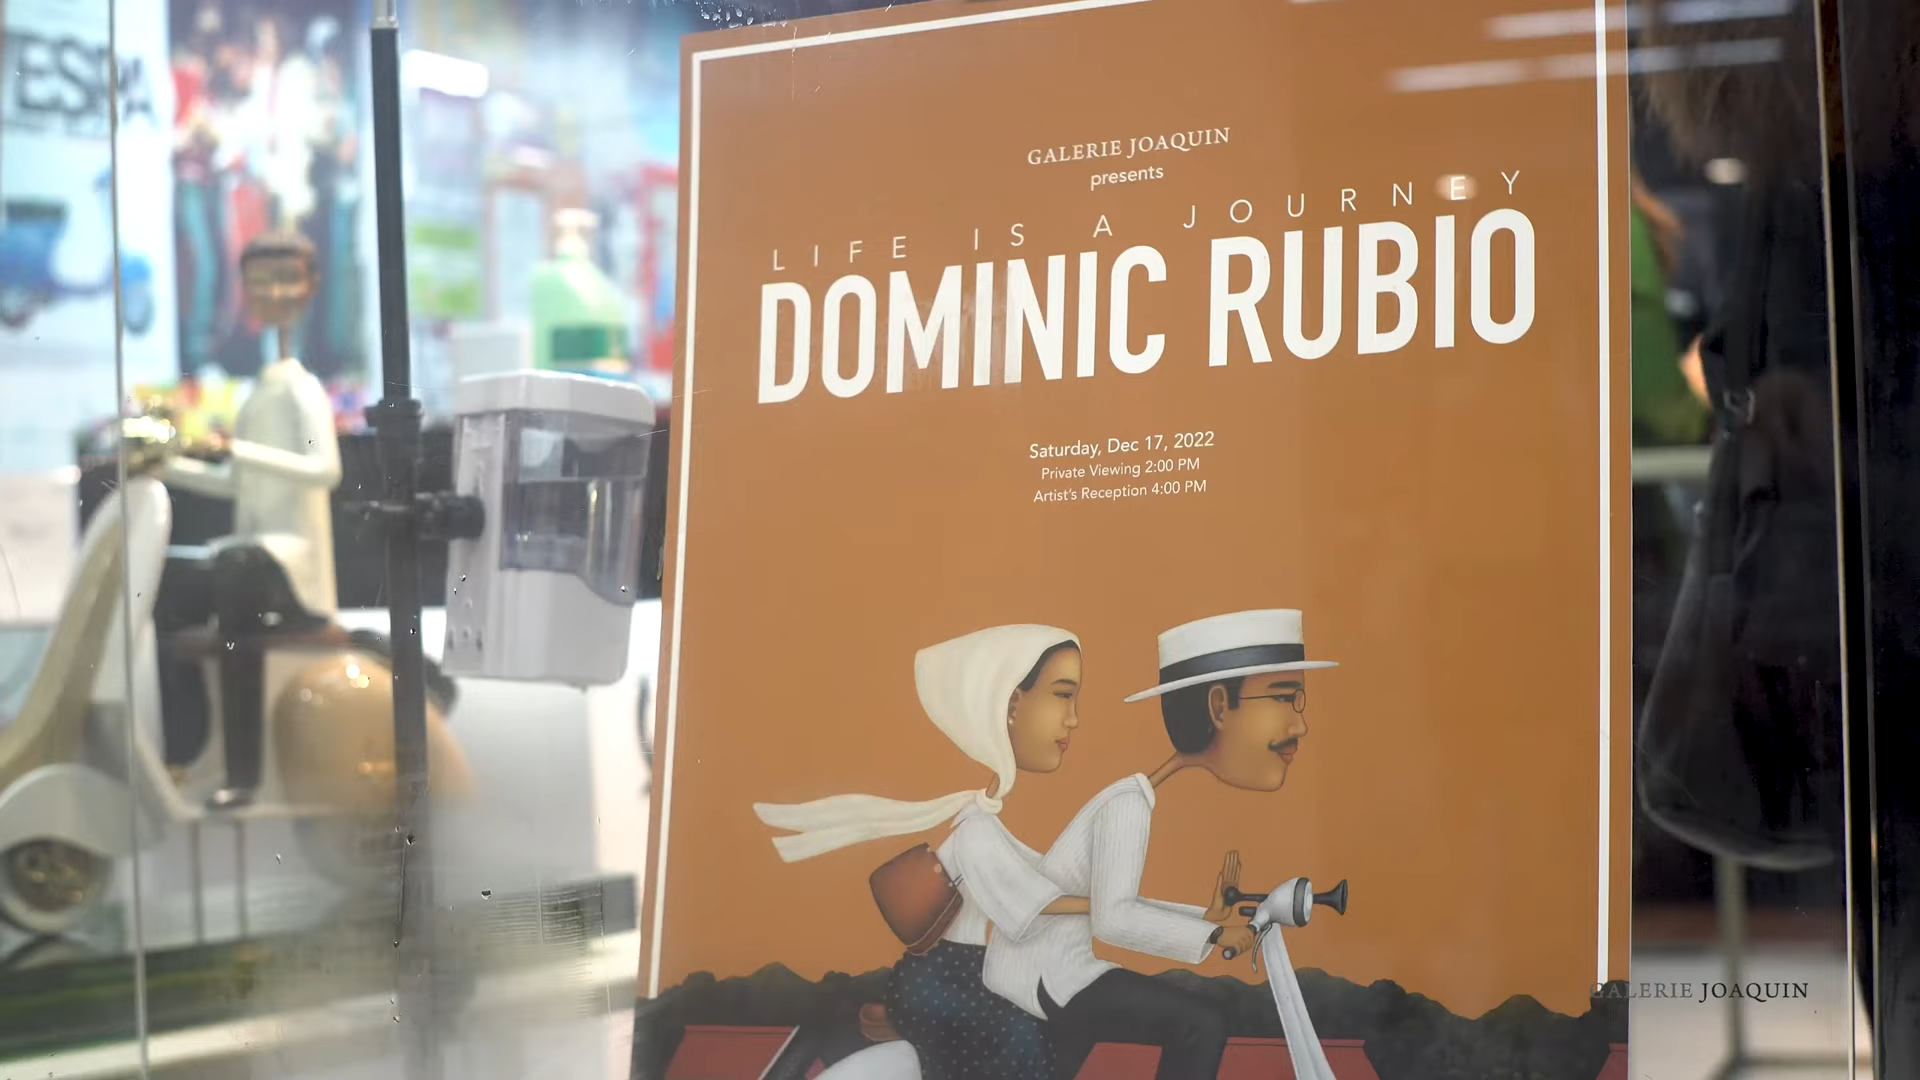 GALERIE JOAQUIN
presents
LIFE IS A JOURNEY
DOMINIC RUBIO
Saturday, Dec 17, 2022
Private Viewing 2:00 PM
Artist's Reception 4:00 PM
GALERIE JOAQUIN